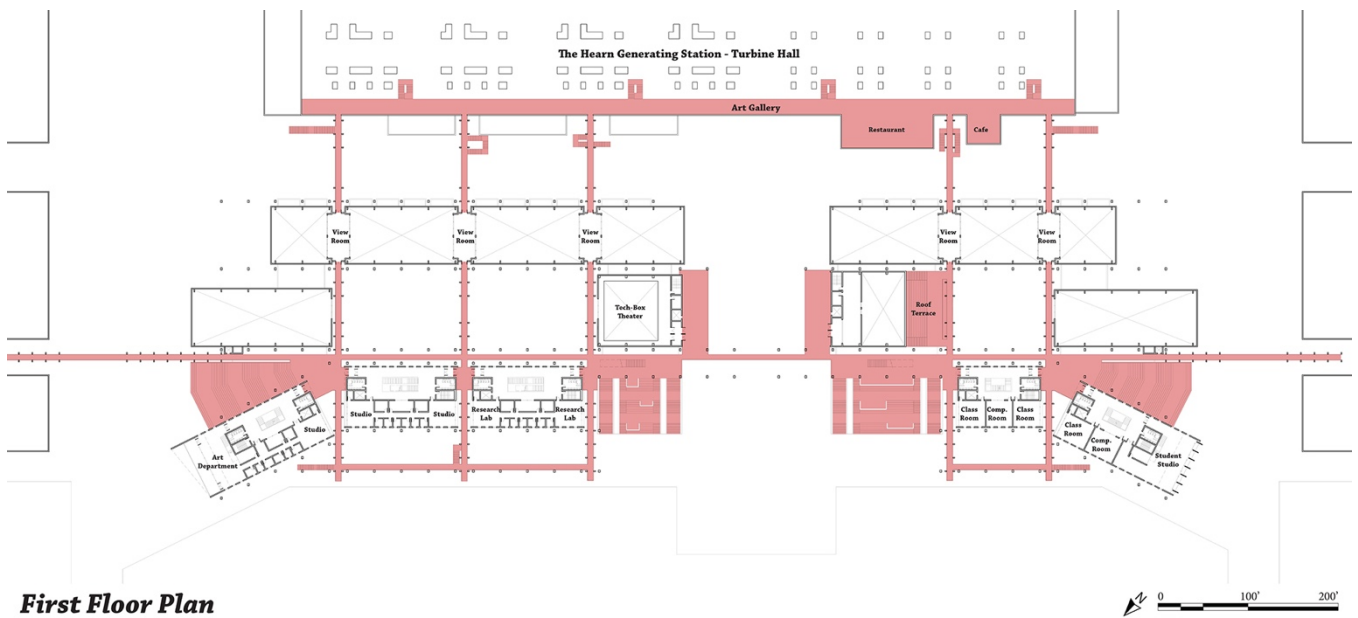 The Hearn Generating Station - Turbine Hall
Art Gallery
Restaurant
Cafe
View
Room
View
Room
View
Room
View
Room
View
Room
Tech-Box
Theater
Roof
Terrace
Studio
Studio
Research
Lab
Research
Lab
Class
Room
Comp.
Room
Class
Room
Studio
Art
Department
Class
Room
Comp.
Room
Student
Studio
First Floor Plan
N
0
100'
200'